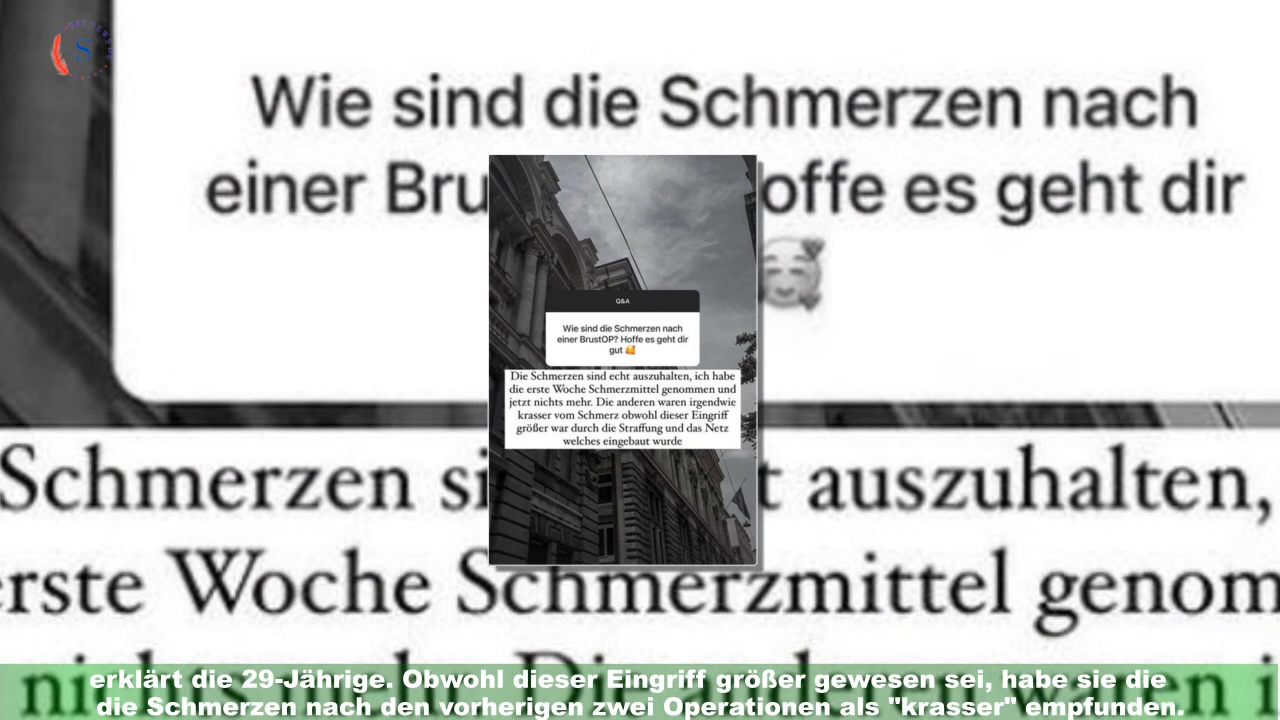 Wie sind die Schmerzen nach
einer Bru offe es geht dir
Q&A
Wie sind die Schmerzen nach
einer BrustOP? Hoffe es geht dir
gut 🥰
Die Schmerzen sind echt auszuhalten, ich habe
die erste Woche Schmerzmittel genommen und
jetzt nichts mehr. Die anderen waren irgendwie
krasser vom Schmerz obwohl dieser Eingriff
größer war durch die Straffung und das Netz
welches eingebaut wurde
Schmerzen si t auszuhalten,
erste Woche Schmerzmittel genom
erklärt die 29-Jährige. Obwohl dieser Eingriff größer gewesen sei, habe sie die
die Schmerzen nach den vorherigen zwei Operationen als "krasser" empfunden.